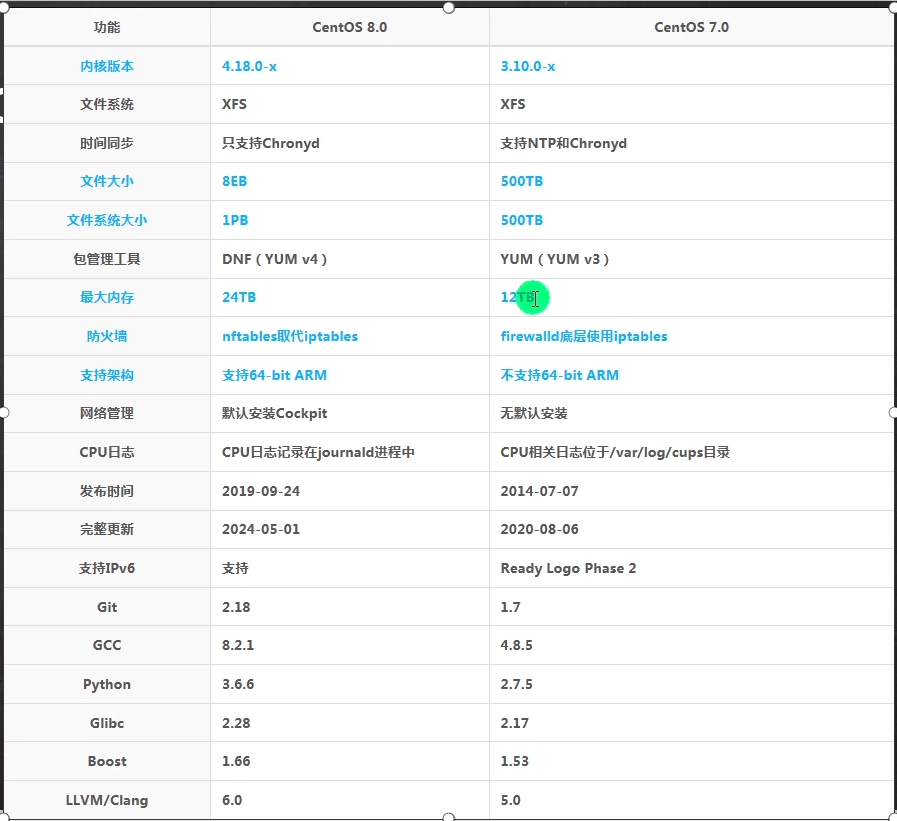 功能 CentOS 8.0 CentOS 7.0
内核版本 4.18.0-x 3.10.0-x
文件系统 XFS XFS
时间同步 只支持Chronyd 支持NTP和Chronyd
文件大小 8EB 500TB
文件系统大小 1PB 500TB
包管理工具 DNF（YUM v4） YUM（YUM v3）
最大内存 24TB 12TB
防火墙 nftables取代iptables firewalld底层使用iptables
支持架构 支持64-bit ARM 不支持64-bit ARM
网络管理 默认安装Cockpit 无默认安装
CPU日志 CPU日志记录在journald进程中 CPU相关日志位于/var/log/cups目录
发布时间 2019-09-24 2014-07-07
完整更新 2024-05-01 2020-08-06
支持IPv6 支持 Ready Logo Phase 2
Git 2.18 1.7
GCC 8.2.1 4.8.5
Python 3.6.6 2.7.5
Glibc 2.28 2.17
Boost 1.66 1.53
LLVM/Clang 6.0 5.0